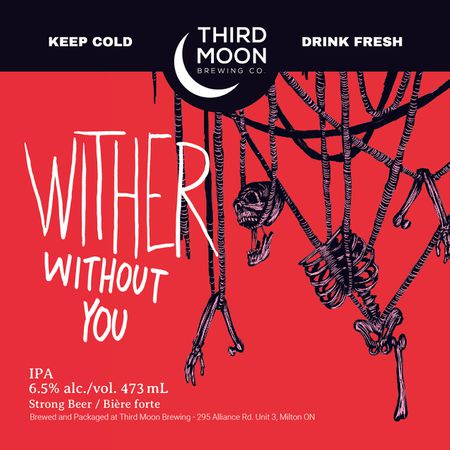 KEEP COLD
THIRD
MOON
BREWING CO.
DRINK FRESH
WITHER
WITHOUT
YOU
IPA
6.5% alc./vol. 473 mL
Strong Beer / Bière forte
Brewed and Packaged at Third Moon Brewing - 295 Alliance Rd. Unit 3, Milton ON